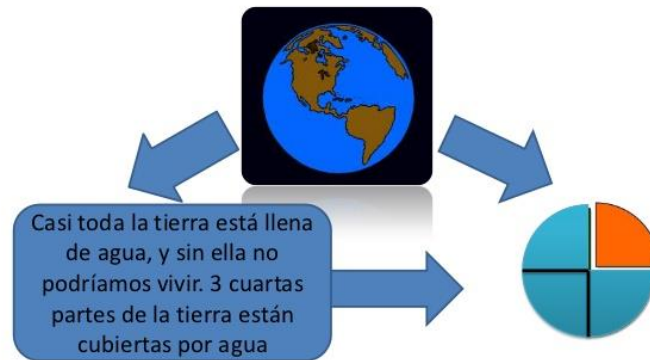 Casi toda la tierra está llena
de agua, y sin ella no
podríamos vivir. 3 cuartas
partes de la tierra están
cubiertas por agua